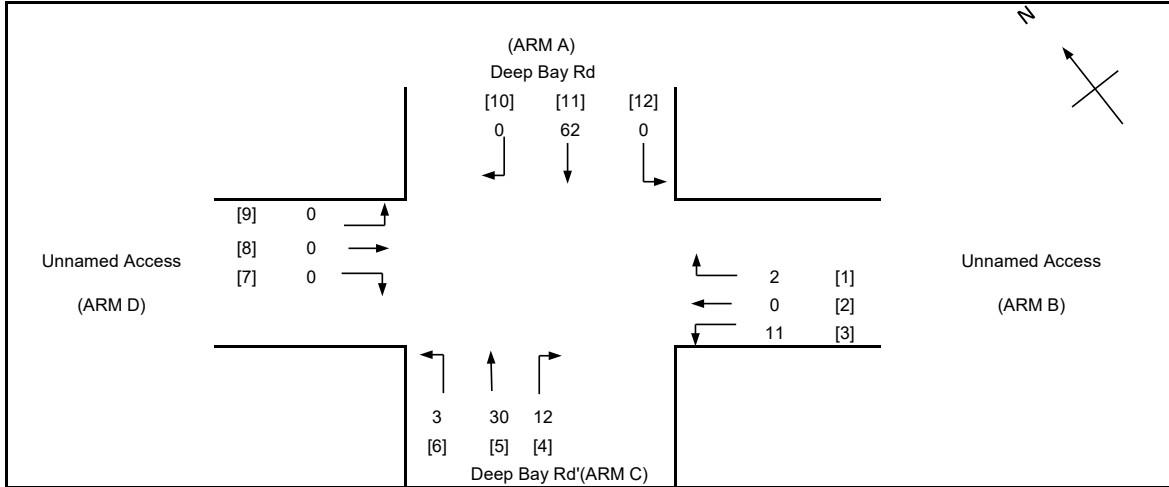 N
(ARM A)
Deep Bay Rd
[10] [11] [12]
0 62 0
[9] 0
[8] 0
[7] 0
Unnamed Access
(ARM D)
2 [1]
0 [2]
11 [3]
Unnamed Access
(ARM B)
3 30 12
[6] [5] [4]
Deep Bay Rd'(ARM C)